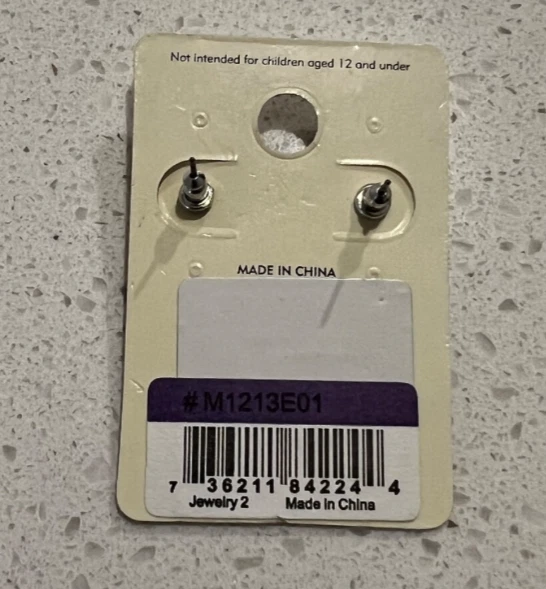 Not intended for children aged 12 and under
MADE IN CHINA
# M1213E01
7 36211 84224 4
Jewelry 2 Made in China